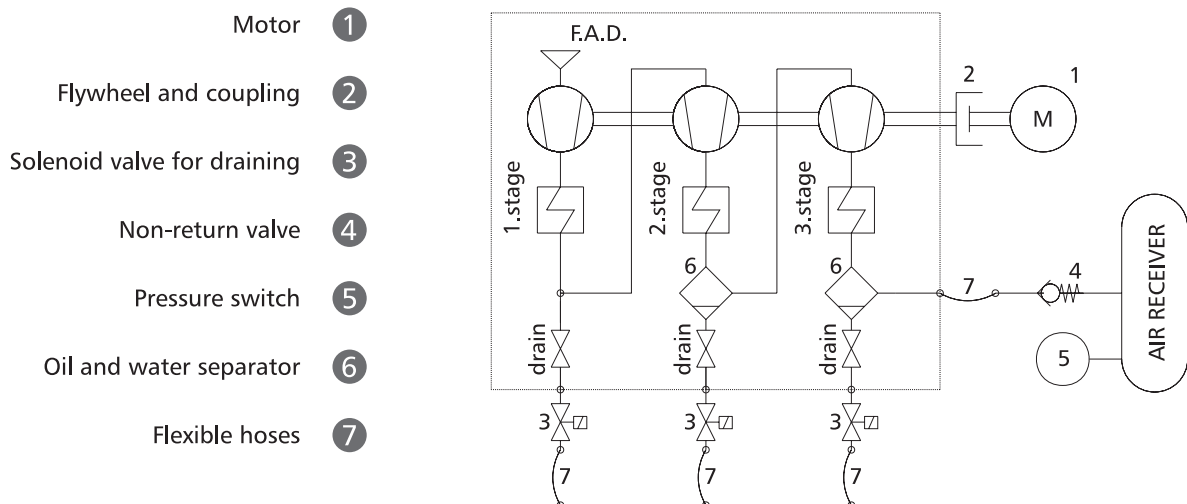 Motor 1
Flywheel and coupling 2
Solenoid valve for draining 3
Non-return valve 4
Pressure switch 5
Oil and water separator 6
Flexible hoses 7
F.A.D.
2
1
M
1.stage
2.stage
3.stage
6
6
7
4
AIR RECEIVER
5
drain
drain
drain
3
3
3
7
7
7